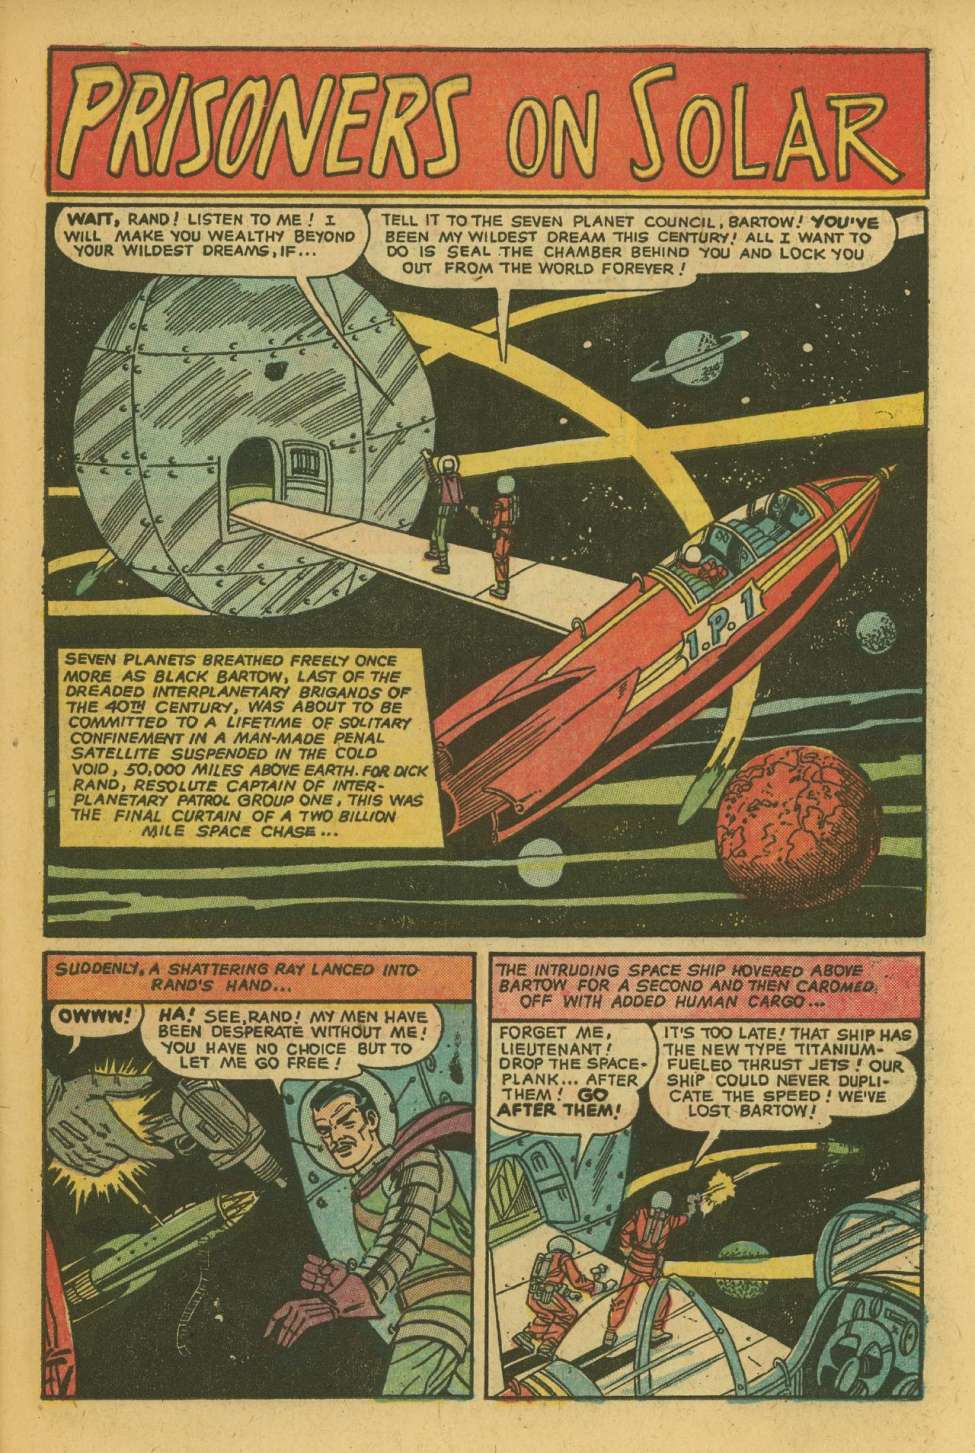 PRISONERS ON SOLAR
WAIT, RAND! LISTEN TO ME! I
WILL MAKE YOU WEALTHY BEYOND
YOUR WILDEST DREAMS, IF...
TELL IT TO THE SEVEN PLANET COUNCIL, BARTOW! YOU'VE
BEEN MY WILDEST DREAM THIS CENTURY! ALL I WANT TO
DO IS SEAL THE CHAMBER BEHIND YOU AND LOCK YOU
OUT FROM THE WORLD FOREVER!
I.P.1
SEVEN PLANETS BREATHED FREELY ONCE
MORE AS BLACK BARTOW, LAST OF THE
DREADED INTERPLANETARY BRIGANDS OF
THE 40TH CENTURY, WAS ABOUT TO BE
COMMITTED TO A LIFETIME OF SOLITARY
CONFINEMENT IN A MAN-MADE PENAL
SATELLITE SUSPENDED IN THE COLD
VOID, 50,000 MILES ABOVE EARTH. FOR DICK
RAND, RESOLUTE CAPTAIN OF INTER-
PLANETARY PATROL GROUP ONE, THIS WAS
THE FINAL CURTAIN OF A TWO BILLION
MILE SPACE CHASE...
SUDDENLY, A SHATTERING RAY LANCED INTO
RAND'S HAND...
OWWW!
HA! SEE, RAND! MY MEN HAVE
BEEN DESPERATE WITHOUT ME!
YOU HAVE NO CHOICE BUT TO
LET ME GO FREE!
THE INTRUDING SPACE SHIP HOVERED ABOVE
BARTOW FOR A SECOND AND THEN CAROMED
OFF WITH ADDED HUMAN CARGO...
FORGET ME,
LIEUTENANT!
DROP THE SPACE-
PLANK... AFTER
THEM! GO
AFTER THEM!
IT'S TOO LATE! THAT SHIP HAS
THE NEW TYPE TITANIUM-
FUELED THRUST JETS! OUR
SHIP COULD NEVER DUPLI-
CATE THE SPEED! WE'VE
LOST BARTOW!